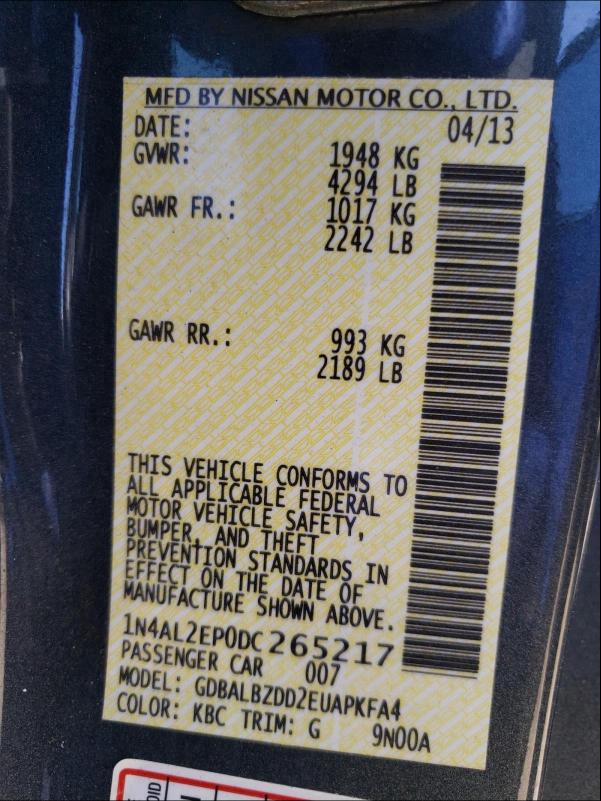 MFD BY NISSAN MOTOR CO., LTD.
DATE: 04/13
GVWR: 1948 KG
4294 LB
GAWR FR.: 1017 KG
2242 LB
GAWR RR.: 993 KG
2189 LB
THIS VEHICLE CONFORMS TO
ALL APPLICABLE FEDERAL
MOTOR VEHICLE SAFETY,
BUMPER, AND THEFT
PREVENTION STANDARDS IN
EFFECT ON THE DATE OF
MANUFACTURE SHOWN ABOVE.
1N4AL2EP0DC265217
PASSENGER CAR 007
MODEL: GDBALBZDD2EUAPKFA4
COLOR: KBC TRIM: G 9N00A